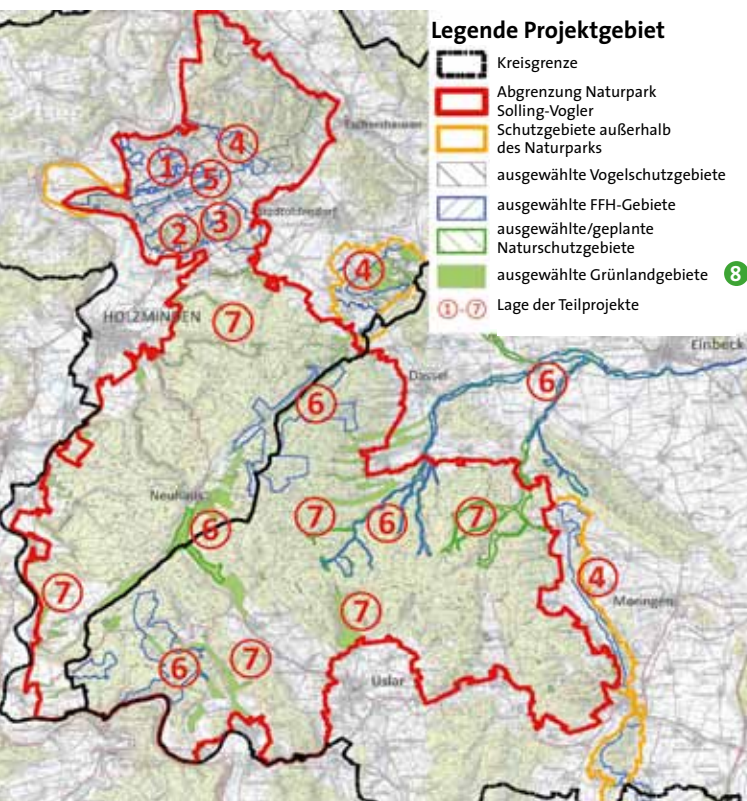 Legende Projektgebiet
Kreisgrenze
Abgrenzung Naturpark
Solling-Vogler
Schutzgebiete außerhalb
des Naturparks
ausgewählte Vogelschutzgebiete
ausgewählte FFH-Gebiete
ausgewählte/geplante
Naturschutzgebiete
ausgewählte Grünlandgebiete 8
1 - 7 Lage der Teilprojekte
Eschershausen
4
1
5
Stadtoldendorf
3
2
4
HOLZMINDEN
7
Einbeck
Dassel
6
6
Neuhaus
7
6
7
6
4
7
Moringen
7
7
6
Uslar